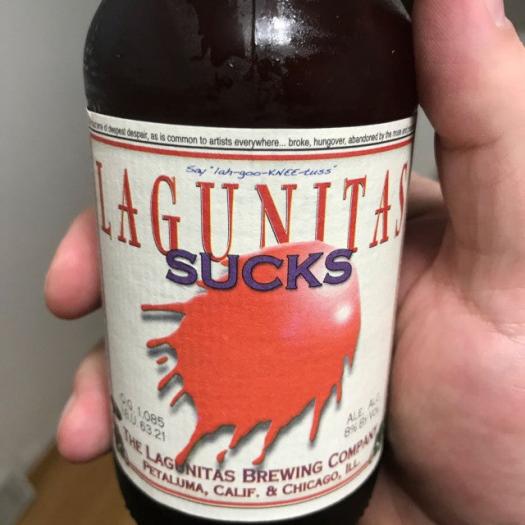 of deepest despair, as is common to artists everywhere... broke, hungover, abandoned by the muse and
Say "lah-goo-KNEE-tuss"
LAGUNITAS
SUCKS
O.G. 1.085
B.U. 63.21
ALE. ALC.
8% BY VOL.
THE LAGUNITAS BREWING COMPANY
PETALUMA, CALIF. & CHICAGO, ILL.